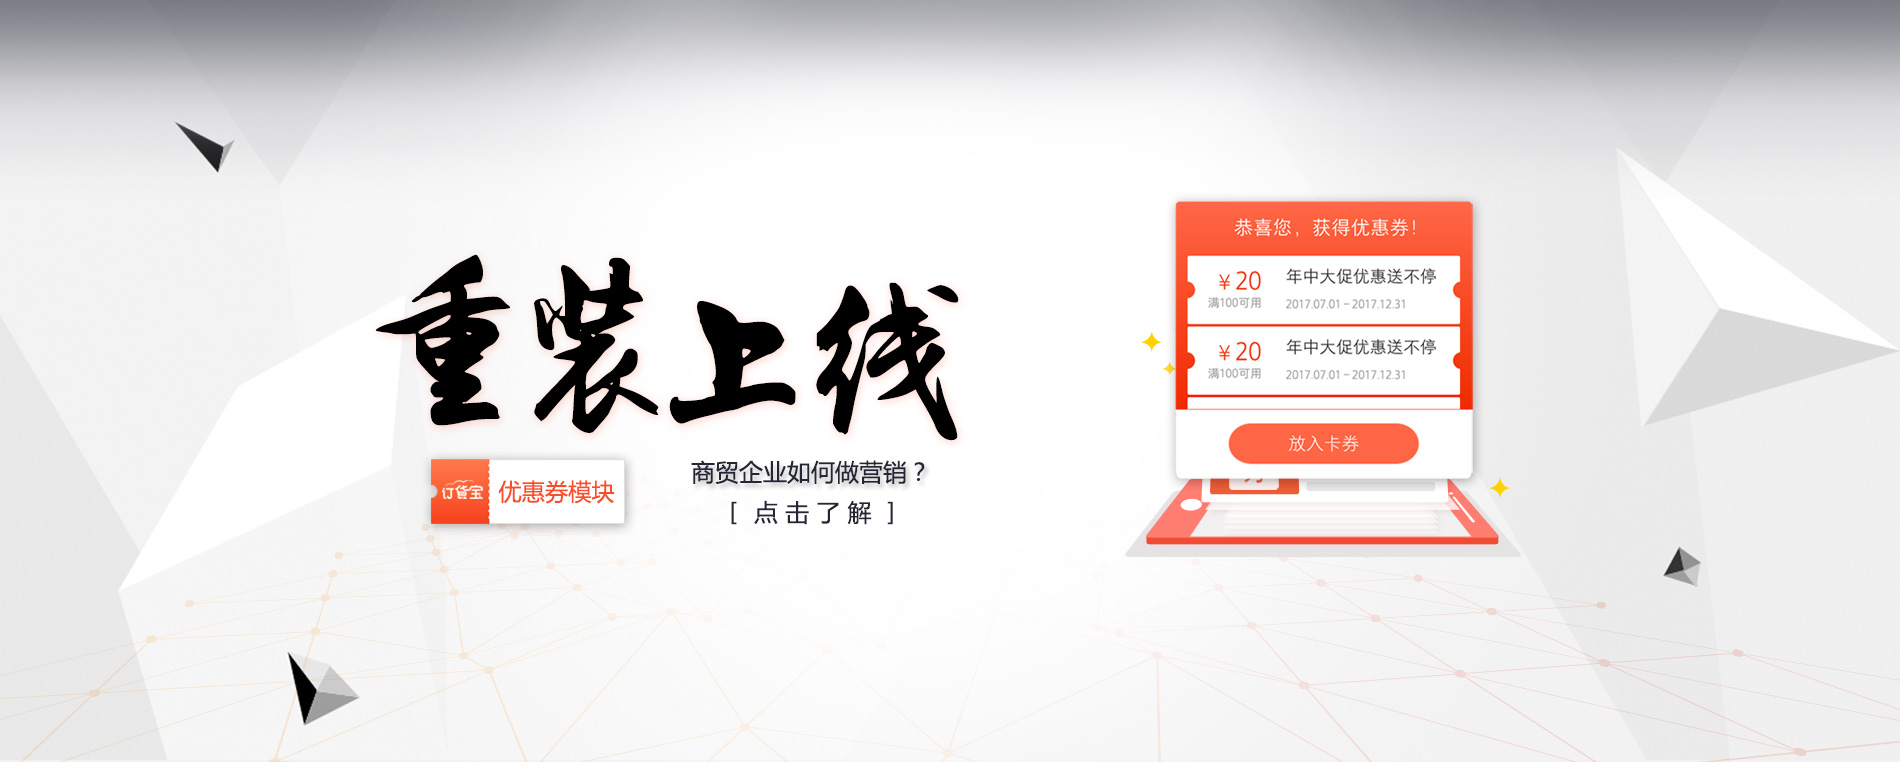 重装上线
订货宝 优惠券模块
商贸企业如何做营销？
[ 点击了解 ]
恭喜您，获得优惠券！
¥20 年中大促优惠送不停
满100可用 2017.07.01－2017.12.31
¥20 年中大促优惠送不停
满100可用 2017.07.01－2017.12.31
放入卡券